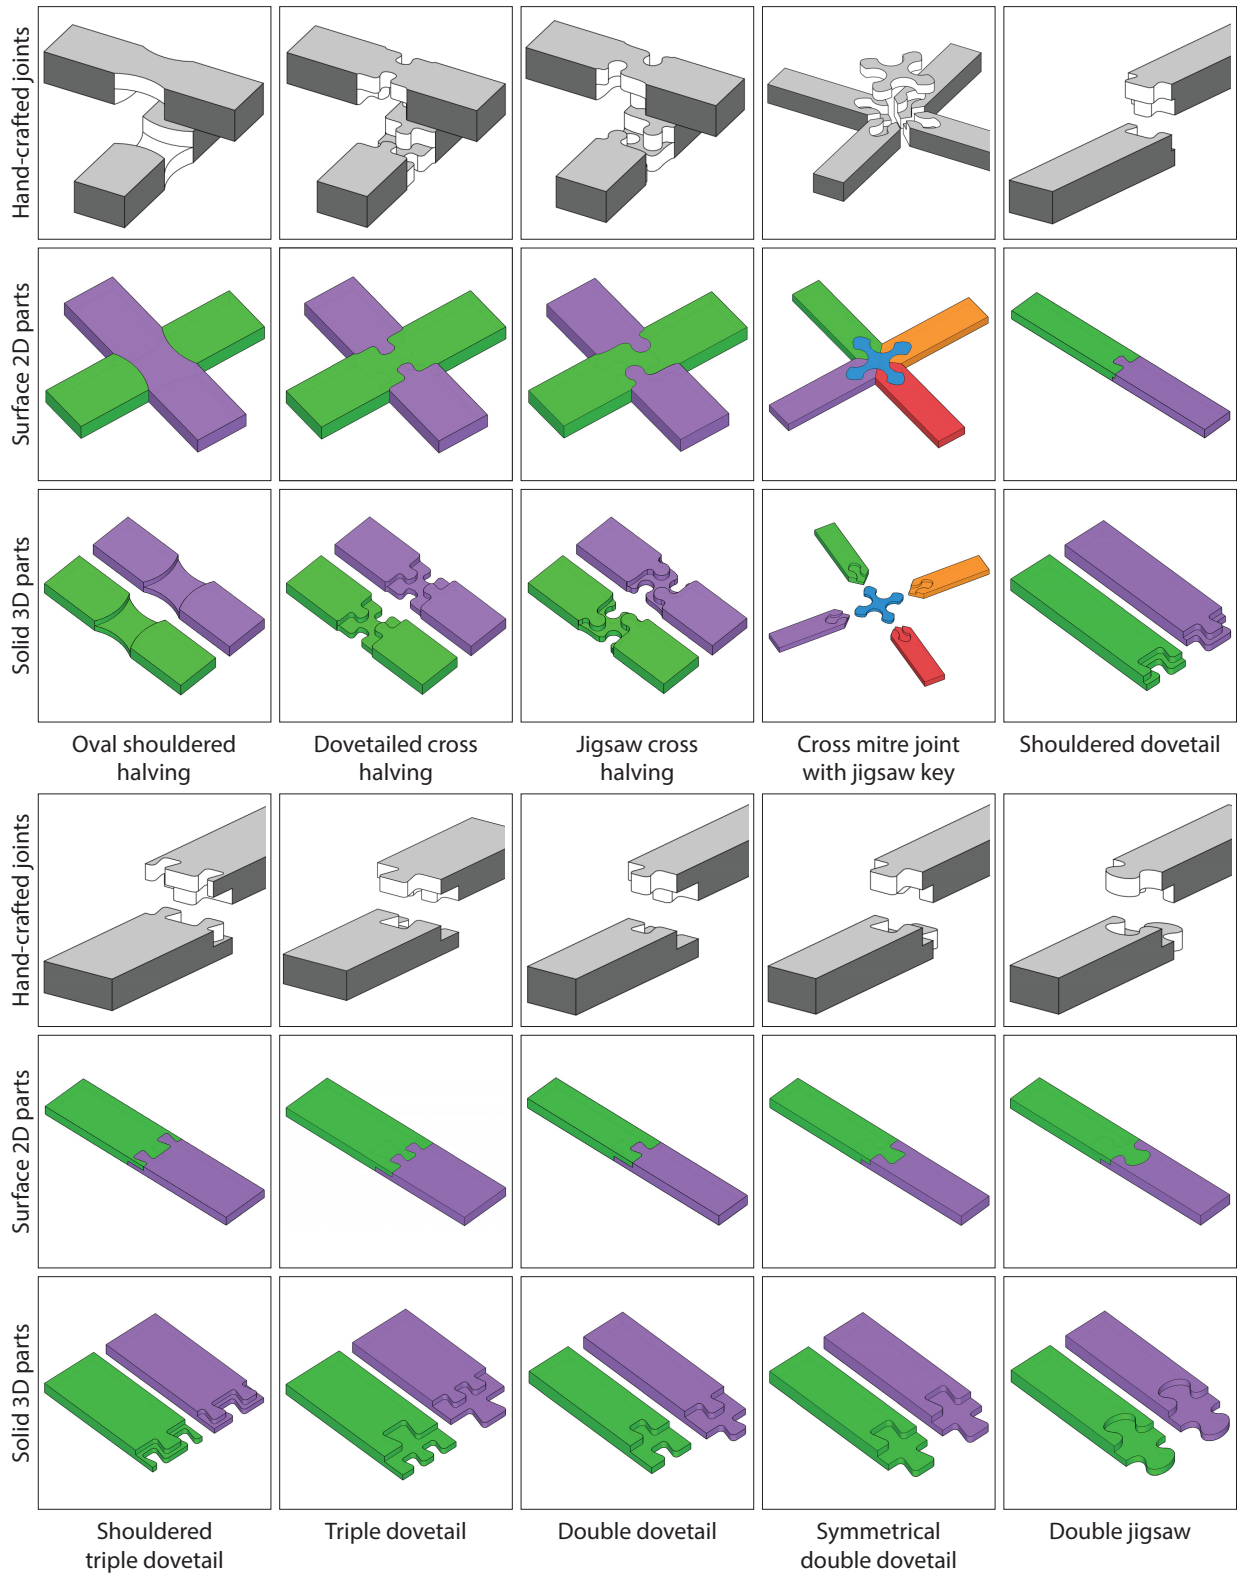 Hand-crafted joints
Surface 2D parts
Solid 3D parts
Oval shouldered
halving
Dovetailed cross
halving
Jigsaw cross
halving
Cross mitre joint
with jigsaw key
Shouldered dovetail
Hand-crafted joints
Surface 2D parts
Solid 3D parts
Shouldered
triple dovetail
Triple dovetail
Double dovetail
Symmetrical
double dovetail
Double jigsaw